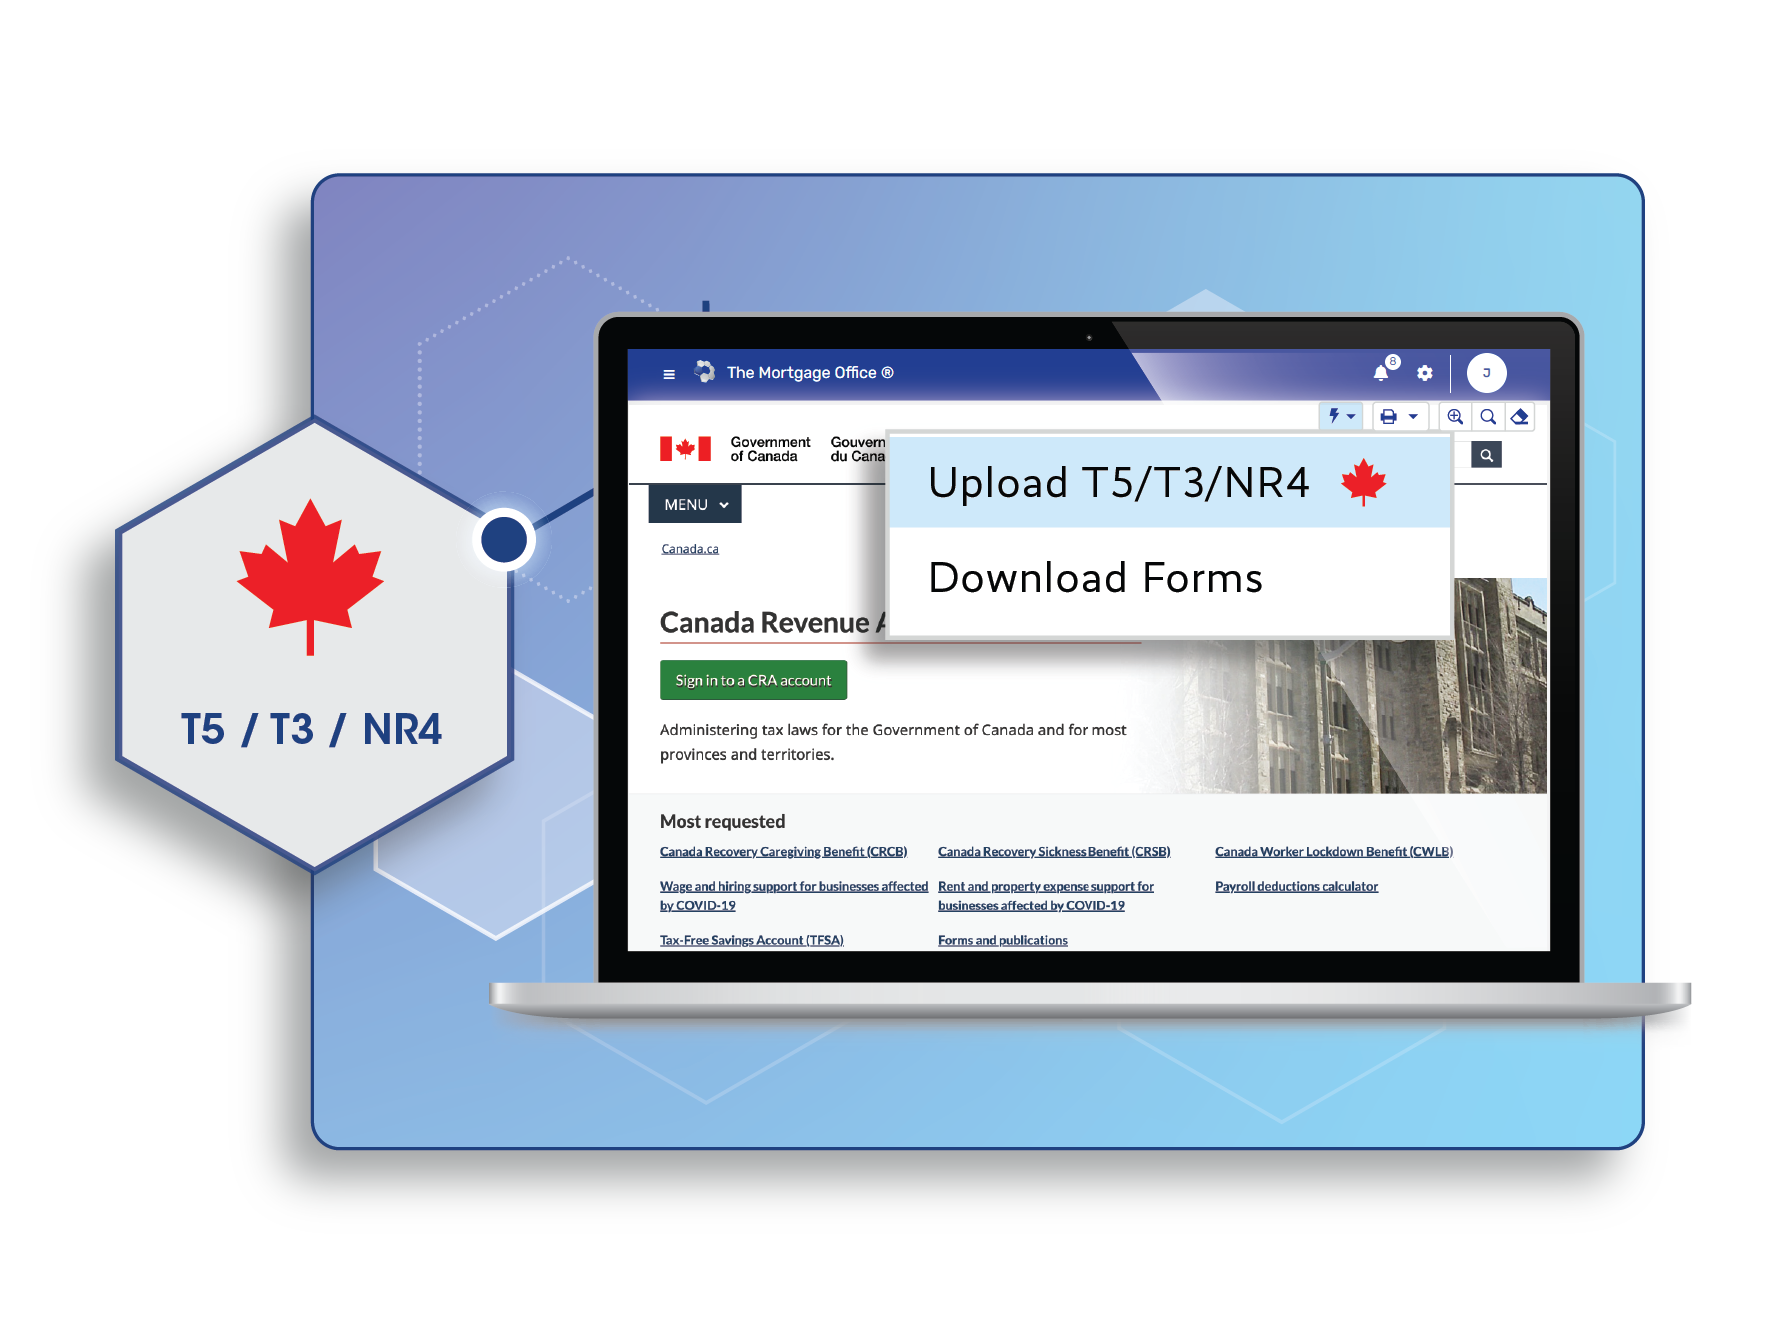 The Mortgage Office ®
8
J
Government
of Canada
Gouvern
du Cana
Upload T5/T3/NR4
Download Forms
MENU
Canada.ca
Canada Revenue A
Sign in to a CRA account
Administering tax laws for the Government of Canada and for most
provinces and territories.
T5 / T3 / NR4
Most requested
Canada Recovery Caregiving Benefit (CRCB)
Canada Recovery Sickness Benefit (CRSB)
Canada Worker Lockdown Benefit (CWLB)
Wage and hiring support for businesses affected
by COVID-19
Rent and property expense support for
businesses affected by COVID-19
Payroll deductions calculator
Tax-Free Savings Account (TFSA)
Forms and publications